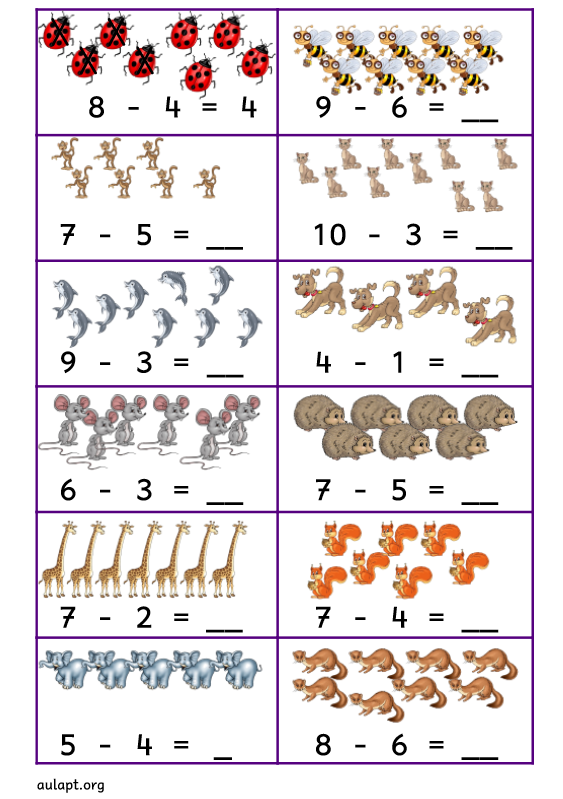 8 - 4 = 4
9 - 6 = __
7 - 5 = __
10 - 3 = __
9 - 3 = __
4 - 1 = __
6 - 3 = __
7 - 5 = __
7 - 2 = __
7 - 4 = __
5 - 4 = _
8 - 6 = __
aulapt.org